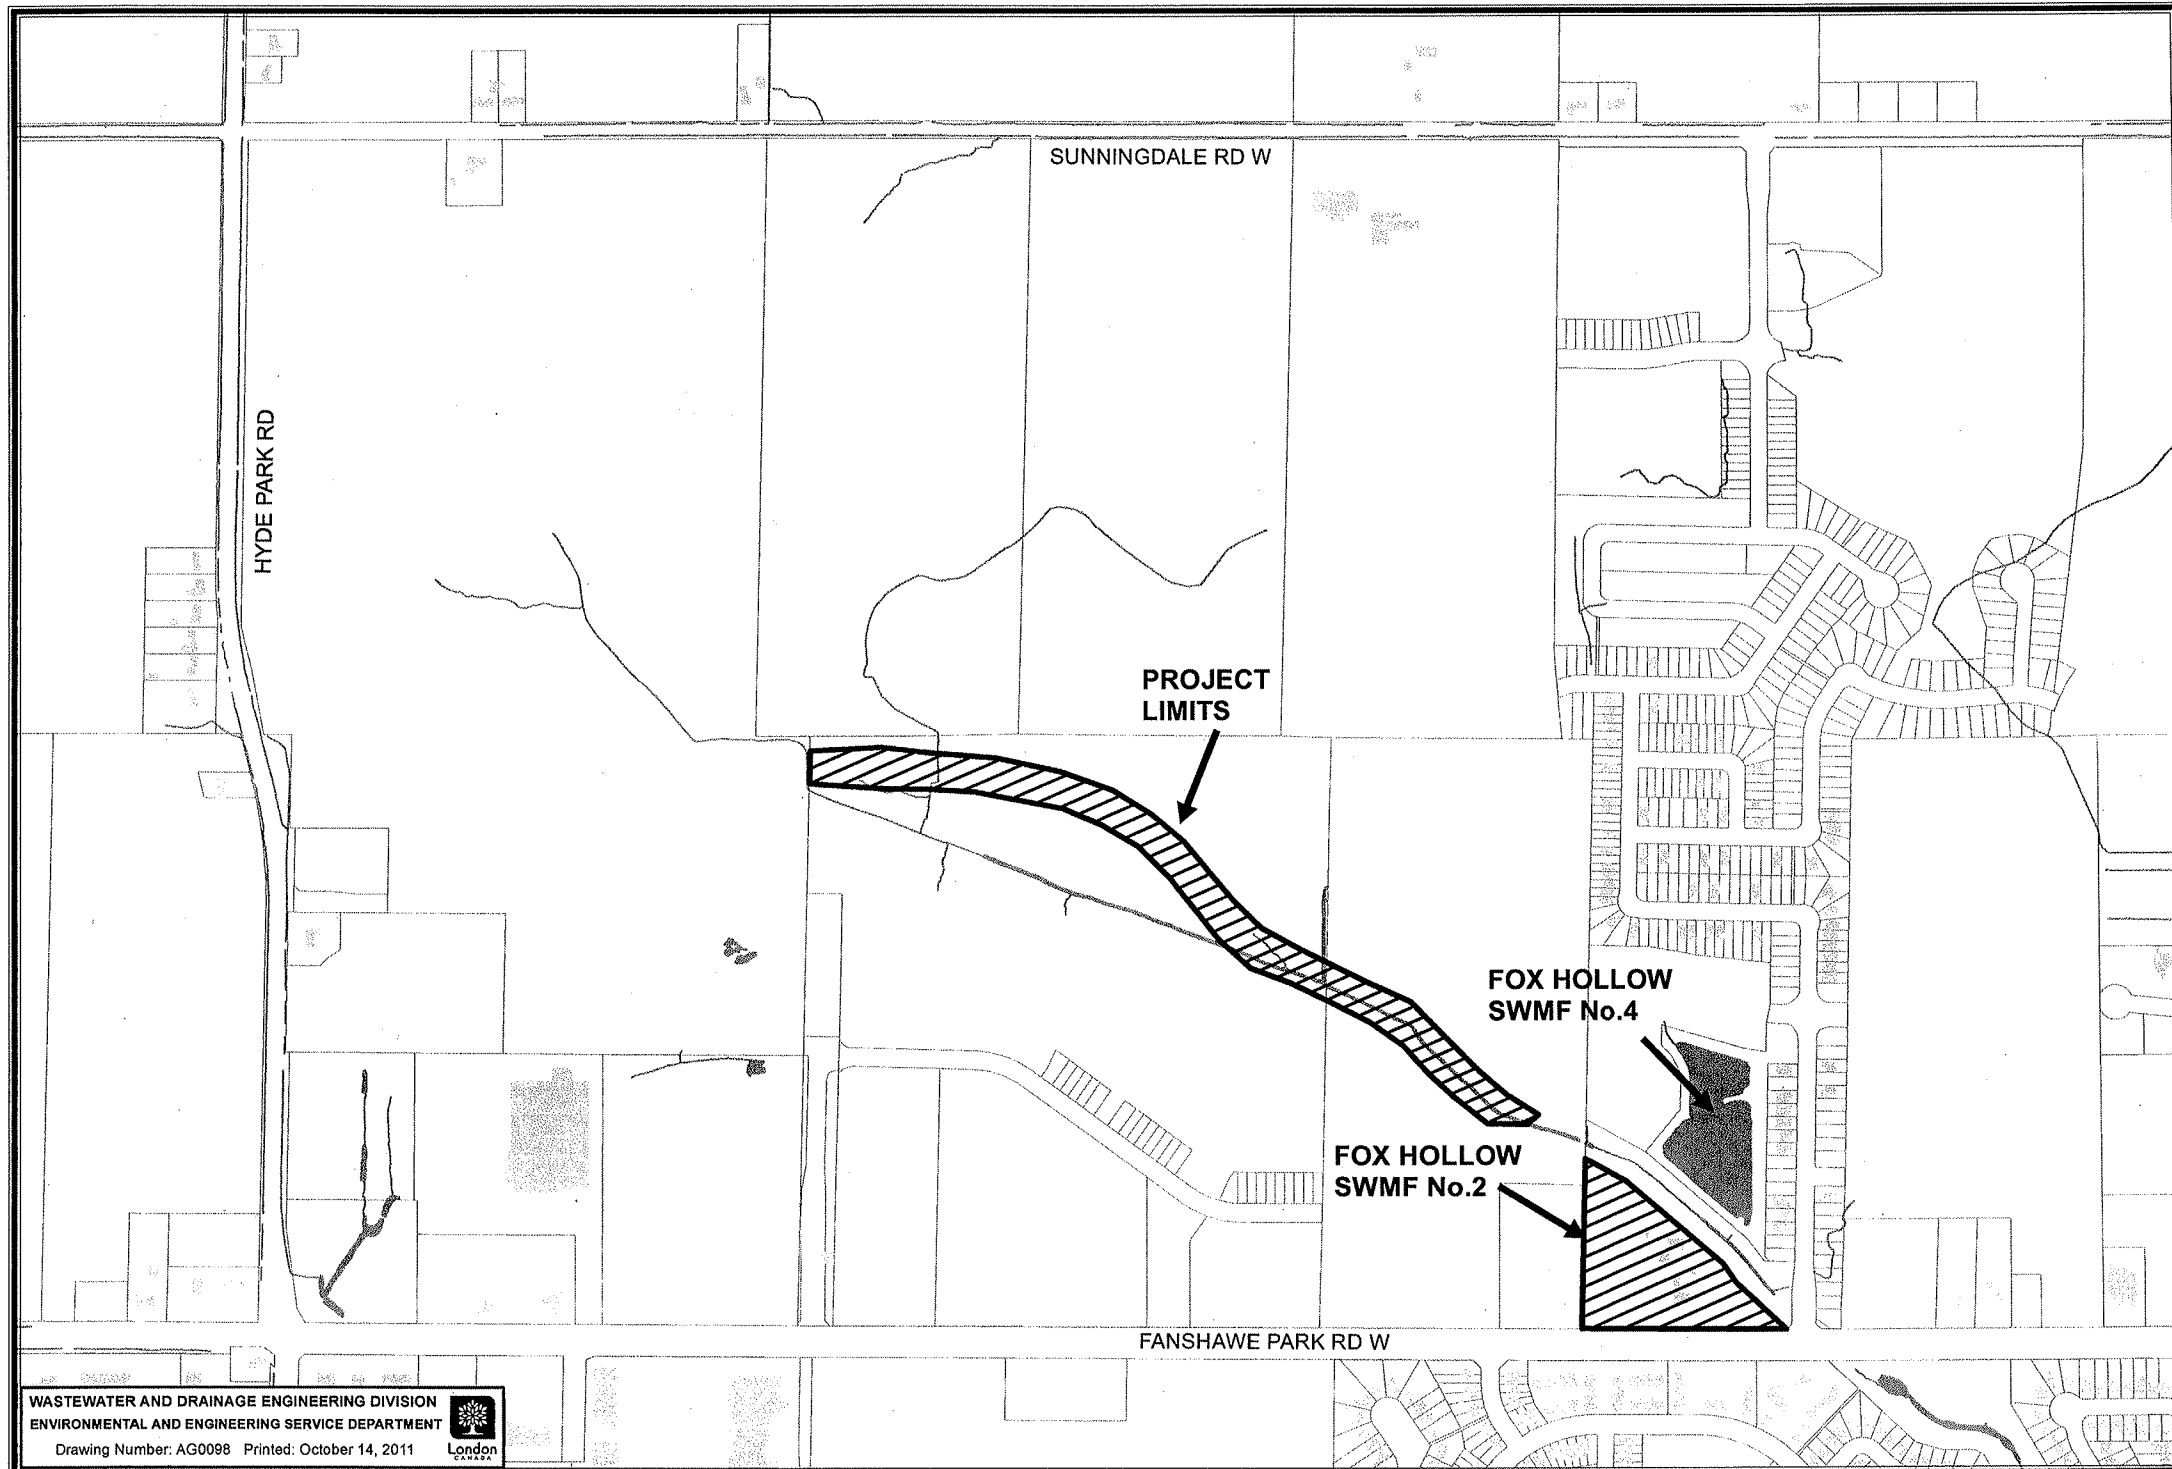 SUNNINGDALE RD W
HYDE PARK RD
PROJECT
LIMITS
FOX HOLLOW
SWMF No.4
FOX HOLLOW
SWMF No.2
FANSHAWE PARK RD W
WASTEWATER AND DRAINAGE ENGINEERING DIVISION
ENVIRONMENTAL AND ENGINEERING SERVICE DEPARTMENT
Drawing Number: AG0098 Printed: October 14, 2011
London
CANADA